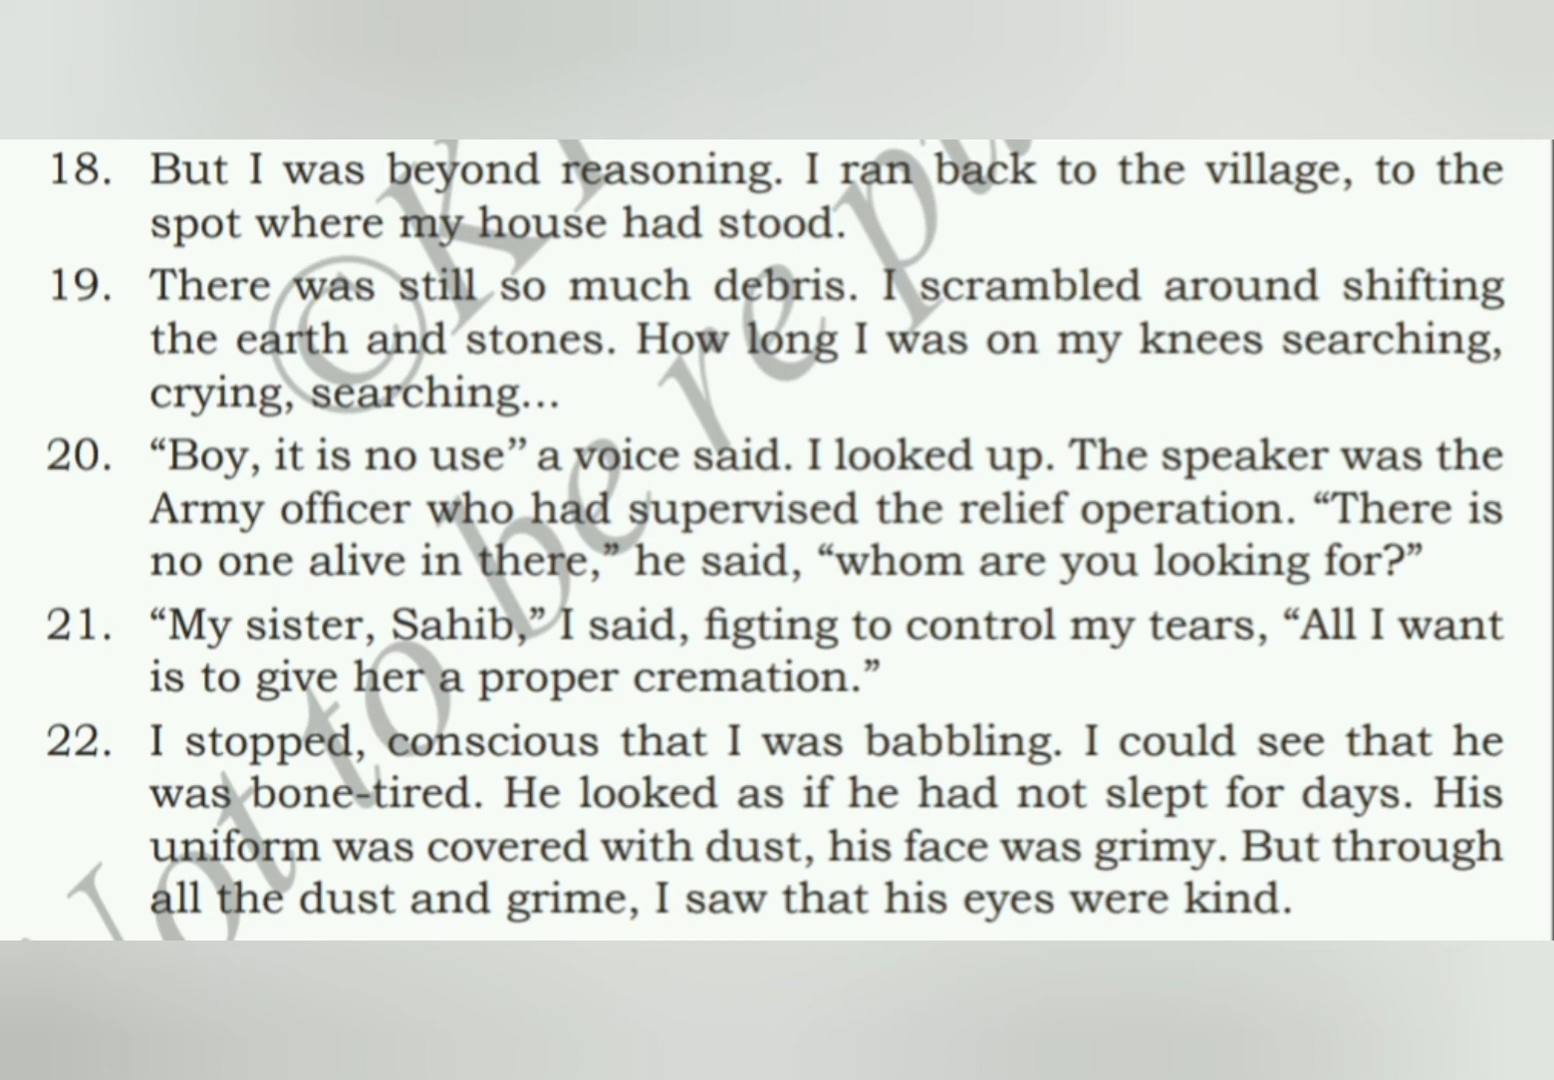 18. But I was beyond reasoning. I ran back to the village, to the
spot where my house had stood.
19. There was still so much debris. I scrambled around shifting
the earth and stones. How long I was on my knees searching,
crying, searching...
20. “Boy, it is no use” a voice said. I looked up. The speaker was the
Army officer who had supervised the relief operation. “There is
no one alive in there,” he said, “whom are you looking for?”
21. “My sister, Sahib,” I said, figting to control my tears, “All I want
is to give her a proper cremation.”
22. I stopped, conscious that I was babbling. I could see that he
was bone-tired. He looked as if he had not slept for days. His
uniform was covered with dust, his face was grimy. But through
all the dust and grime, I saw that his eyes were kind.
©KT
Not to be re pu